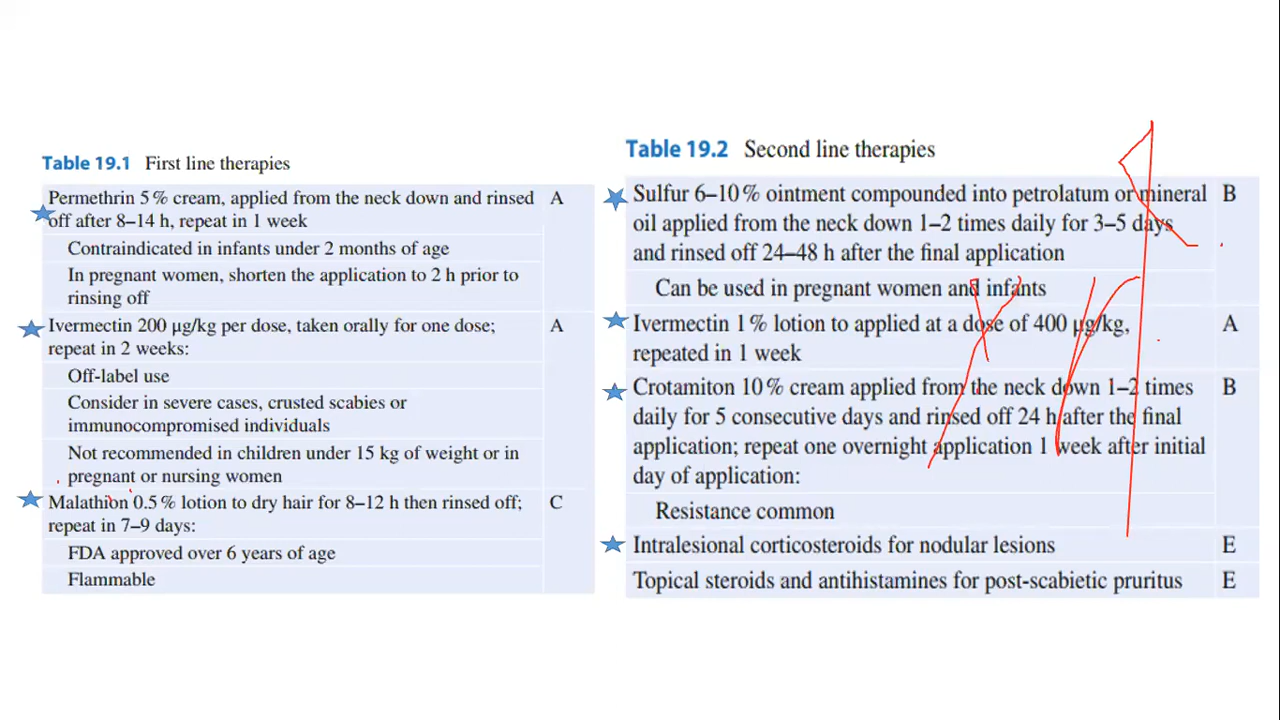 Table 19.1 First line therapies
Permethrin 5 % cream, applied from the neck down and rinsed A
off after 8–14 h, repeat in 1 week
Contraindicated in infants under 2 months of age
In pregnant women, shorten the application to 2 h prior to
rinsing off
Ivermectin 200 μg/kg per dose, taken orally for one dose; A
repeat in 2 weeks:
Off-label use
Consider in severe cases, crusted scabies or
immunocompromised individuals
Not recommended in children under 15 kg of weight or in
pregnant or nursing women
Malathion 0.5 % lotion to dry hair for 8–12 h then rinsed off; C
repeat in 7–9 days:
FDA approved over 6 years of age
Flammable
Table 19.2 Second line therapies
Sulfur 6–10 % ointment compounded into petrolatum or mineral B
oil applied from the neck down 1–2 times daily for 3–5 days
and rinsed off 24–48 h after the final application
Can be used in pregnant women and infants
Ivermectin 1 % lotion to applied at a dose of 400 μg/kg, A
repeated in 1 week
Crotamiton 10 % cream applied from the neck down 1–2 times B
daily for 5 consecutive days and rinsed off 24 h after the final
application; repeat one overnight application 1 week after initial
day of application:
Resistance common
Intralesional corticosteroids for nodular lesions E
Topical steroids and antihistamines for post-scabietic pruritus E